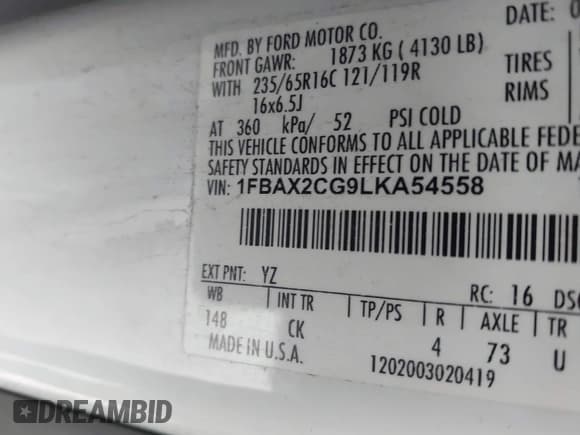 MFD. BY FORD MOTOR CO.
DATE: 0
FRONT GAWR: 1873 KG ( 4130 LB)
WITH 235/65R16C 121/119R TIRES
16x6.5J RIMS
AT 360 kPa/ 52 PSI COLD
THIS VEHICLE CONFORMS TO ALL APPLICABLE FEDE
SAFETY STANDARDS IN EFFECT ON THE DATE OF MA
VIN: 1FBAX2CG9LKA54558
EXT PNT: YZ RC: 16 DSO
WB INT TR TP/PS R AXLE TR
148 CK 4 73 U
MADE IN U.S.A. 1202003020419
DREAMBID